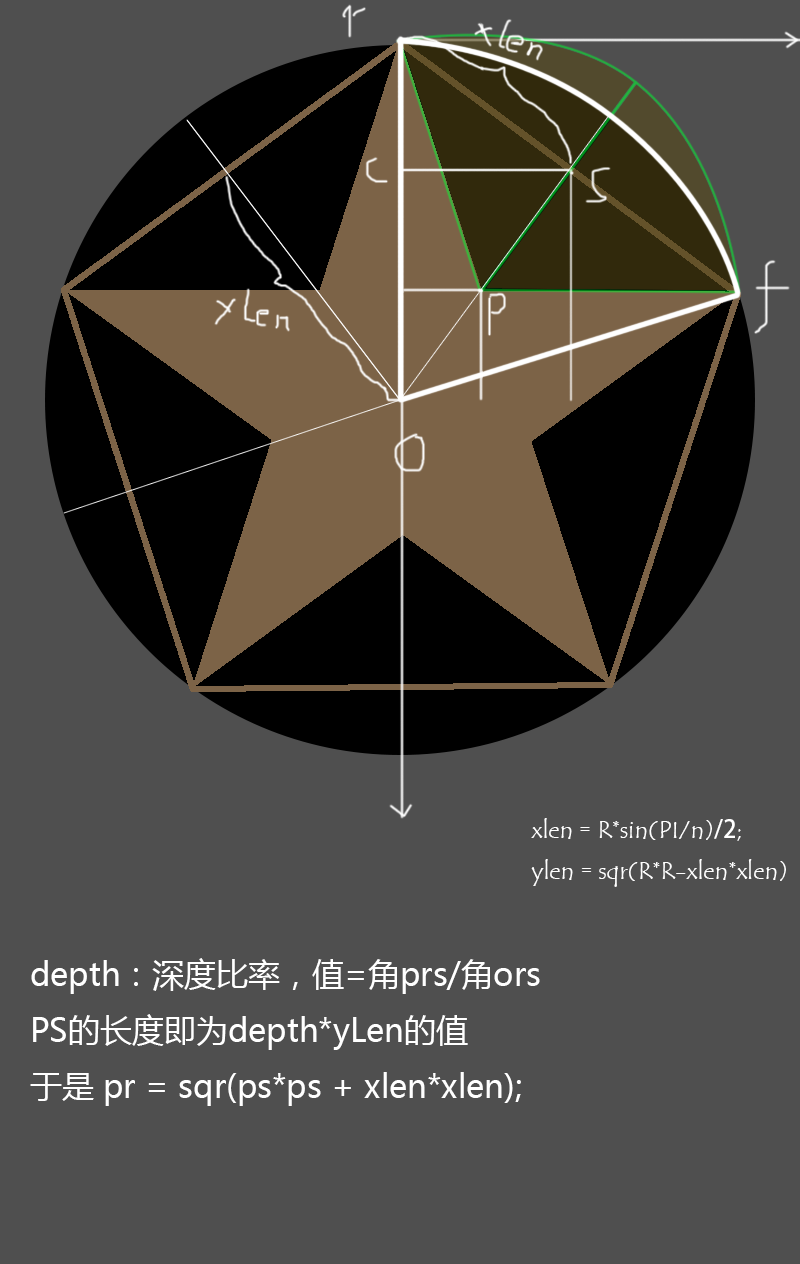 r
xlen
c
s
yLen
p
f
O
xlen = R*sin(PI/n)/2;
ylen = sqr(R*R-xlen*xlen)
depth：深度比率，值=角prs/角ors
PS的长度即为depth*yLen的值
于是 pr = sqr(ps*ps + xlen*xlen);